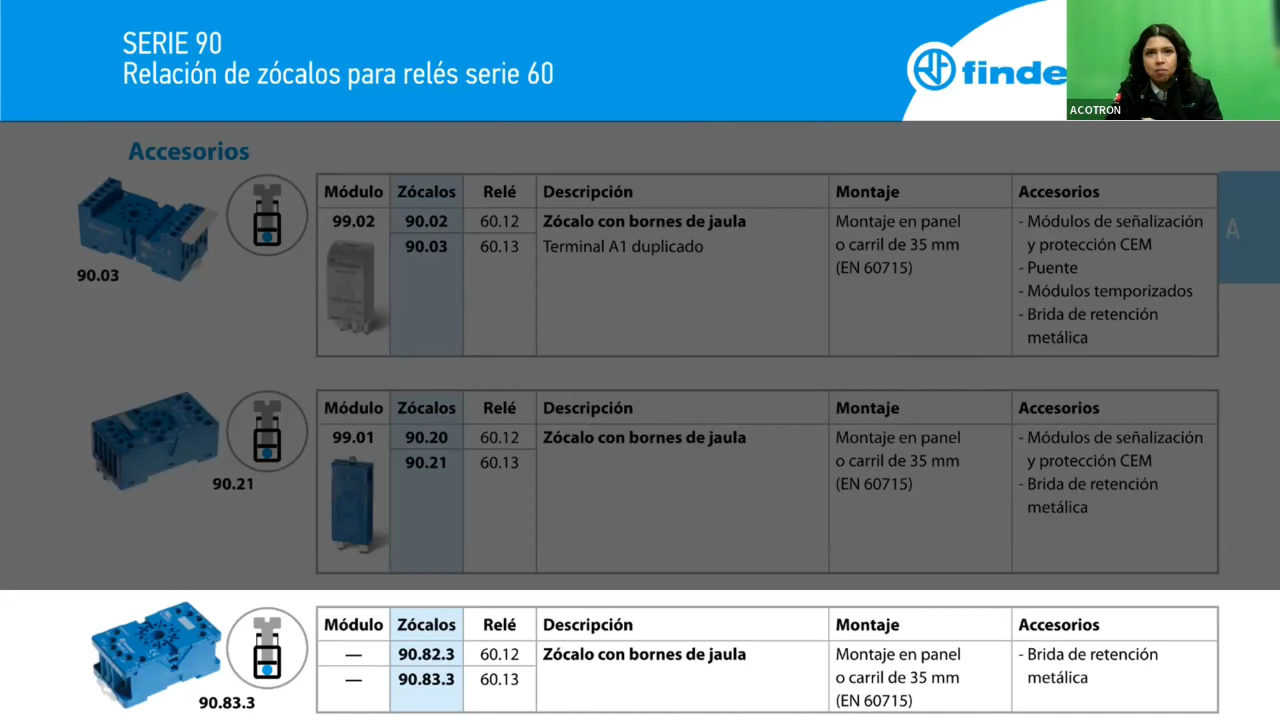 SERIE 90
Relación de zócalos para relés serie 60
finde
ACOTRON
Accesorios
90.03
Módulo Zócalos Relé Descripción Montaje Accesorios
99.02 90.02 60.12 Zócalo con bornes de jaula Montaje en panel - Módulos de señalización
90.03 60.13 Terminal A1 duplicado o carril de 35 mm y protección CEM
(EN 60715) - Puente
- Módulos temporizados
- Brida de retención
metálica
A
90.21
Módulo Zócalos Relé Descripción Montaje Accesorios
99.01 90.20 60.12 Zócalo con bornes de jaula Montaje en panel - Módulos de señalización
90.21 60.13 o carril de 35 mm y protección CEM
(EN 60715) - Brida de retención
metálica
90.83.3
Módulo Zócalos Relé Descripción Montaje Accesorios
— 90.82.3 60.12 Zócalo con bornes de jaula Montaje en panel - Brida de retención
— 90.83.3 60.13 o carril de 35 mm metálica
(EN 60715)